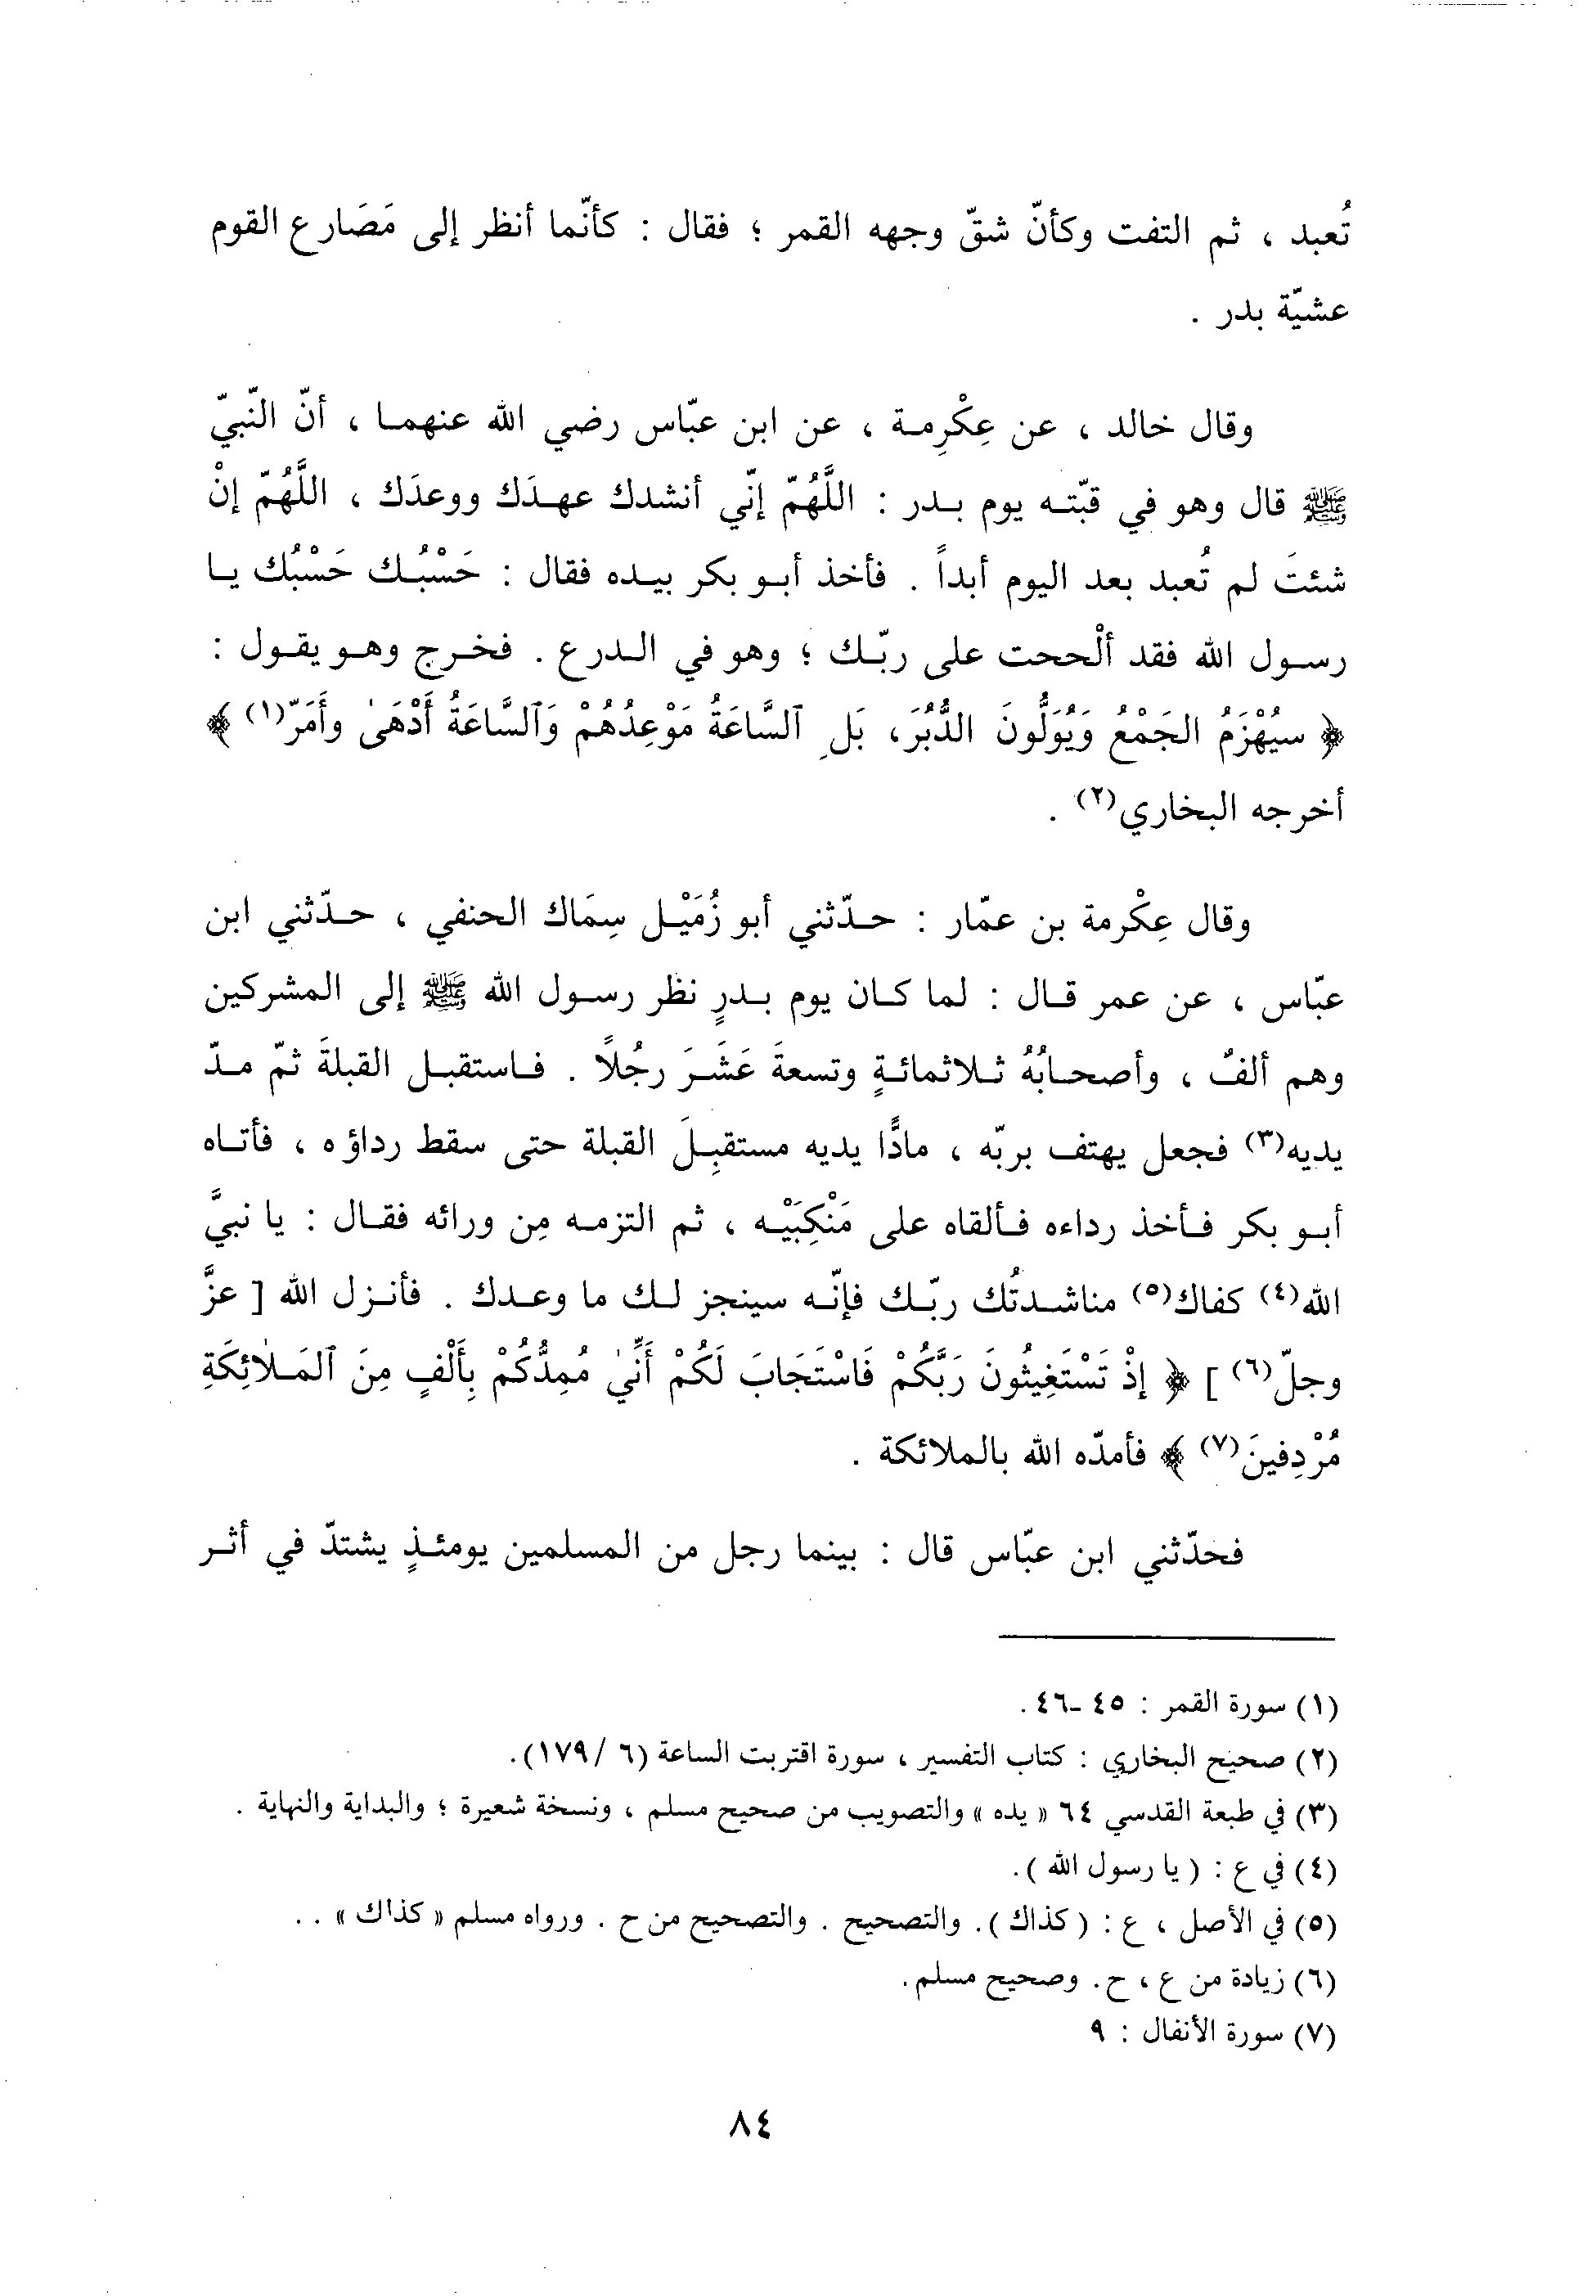 تُعبد ، ثم التفت وكأنّ شقّ وجهه القمر ؛ فقال : كأنّما أنظر إلى مَصَارع القوم
عشيّة بدر .
وقال خالد ، عن عِكْرِمة ، عن ابن عبّاس رضي الله عنهما ، أنّ النّبيّ
ﷺ قال وهو في قبّته يوم بدر : اللَّهُمّ إنّي أنشدك عهدَك ووعدَك ، اللَّهُمّ إنْ
شئتَ لم تُعبد بعد اليوم أبداً . فأخذ أبو بكر بيده فقال : حَسْبُك حَسْبُك يا
رسول الله فقد ألْححت على ربّك ؛ وهو في الدرع . فخرج وهو يقول :
﴿ سيُهْزَمُ الجَمْعُ وَيُوَلُّونَ الدُّبُرَ، بَلِ ٱلسَّاعَةُ مَوْعِدُهُمْ وَٱلسَّاعَةُ أَدْهَىٰ وأَمَرّ(١) ﴾
أخرجه البخاري(٢) .
وقال عِكْرمة بن عمّار : حدّثني أبو زُمَيْل سِمَاك الحنفي ، حدّثني ابن
عبّاس ، عن عمر قال : لما كان يوم بدرٍ نظر رسول الله ﷺ إلى المشركين
وهم ألفٌ ، وأصحابُهُ ثلاثمائةٍ وتسعةَ عَشَرَ رجُلاً . فاستقبل القبلةَ ثمّ مدّ
يديه(٣) فجعل يهتف بربّه ، مادًّا يديه مستقبِلَ القبلة حتى سقط رداؤه ، فأتاه
أبو بكر فأخذ رداءه فألقاه على مَنْكِبَيْه ، ثم التزمه مِن ورائه فقال : يا نبيَّ
الله(٤) كفاك(٥) مناشدتُك ربّك فإنّه سينجز لك ما وعدك . فأنزل الله [ عزَّ
وجلّ(٦) ] ﴿ إذْ تَسْتَغِيثُونَ رَبَّكُمْ فَاسْتَجَابَ لَكُمْ أَنِّيٰ مُمِدُّكُمْ بِأَلْفٍ مِنَ ٱلمَلائِكَةِ
مُرْدِفينَ(٧) ﴾ فأمدّه الله بالملائكة .
فحدّثني ابن عبّاس قال : بينما رجل من المسلمين يومئذٍ يشتدّ في أثر
(١) سورة القمر : ٤٥ -٤٦ .
(٢) صحيح البخاري : كتاب التفسير ، سورة اقتربت الساعة (٦ / ١٧٩).
(٣) في طبعة القدسي ٦٤ « يده » والتصويب من صحيح مسلم ، ونسخة شعيرة ؛ والبداية والنهاية .
(٤) في ع : ( يا رسول الله ).
(٥) في الأصل ، ع : ( كذاك ). والتصحيح . والتصحيح من ح . ورواه مسلم « كذاك » . .
(٦) زيادة من ع ، ح. وصحيح مسلم.
(٧) سورة الأنفال : ٩
٨٤